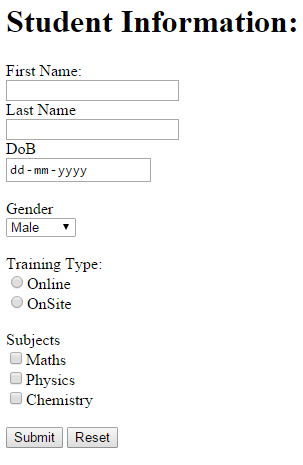 Student Information:
First Name:
Last Name
DoB
dd-mm-yyyy
Gender
Male
Training Type:
Online
OnSite
Subjects
Maths
Physics
Chemistry
Submit Reset